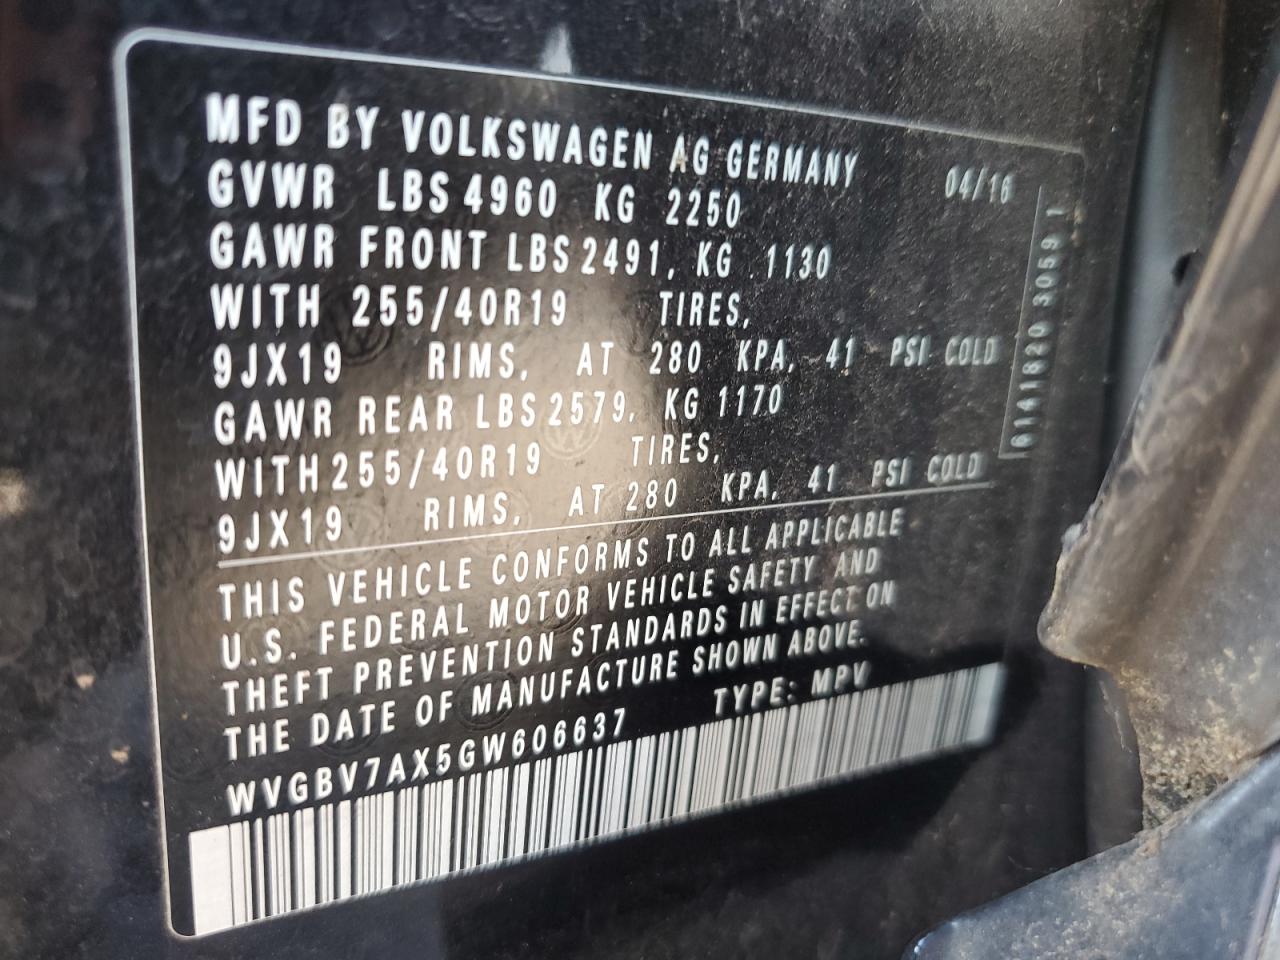 MFD BY VOLKSWAGEN AG GERMANY 04/16
GVWR LBS 4960 KG 2250
GAWR FRONT LBS 2491, KG 1130
WITH 255/40R19 TIRES,
9JX19 RIMS, AT 280 KPA, 41 PSI COLD
GAWR REAR LBS 2579, KG 1170
WITH 255/40R19 TIRES,
9JX19 RIMS, AT 280 KPA, 41 PSI COLD
THIS VEHICLE CONFORMS TO ALL APPLICABLE
U.S. FEDERAL MOTOR VEHICLE SAFETY AND
THEFT PREVENTION STANDARDS IN EFFECT ON
THE DATE OF MANUFACTURE SHOWN ABOVE.
WVGBV7AX5GW606637 TYPE: MPV
6141820 3059 1